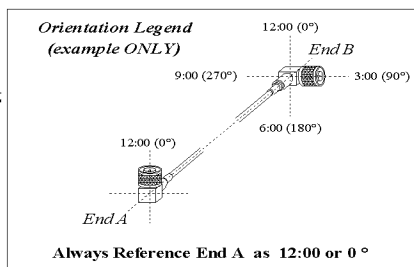 Orientation Legend
(example ONLY)
12:00 (0°)
End B
9:00 (270°)
3:00 (90°)
6:00 (180°)
12:00 (0°)
End A
Always Reference End A as 12:00 or 0 °